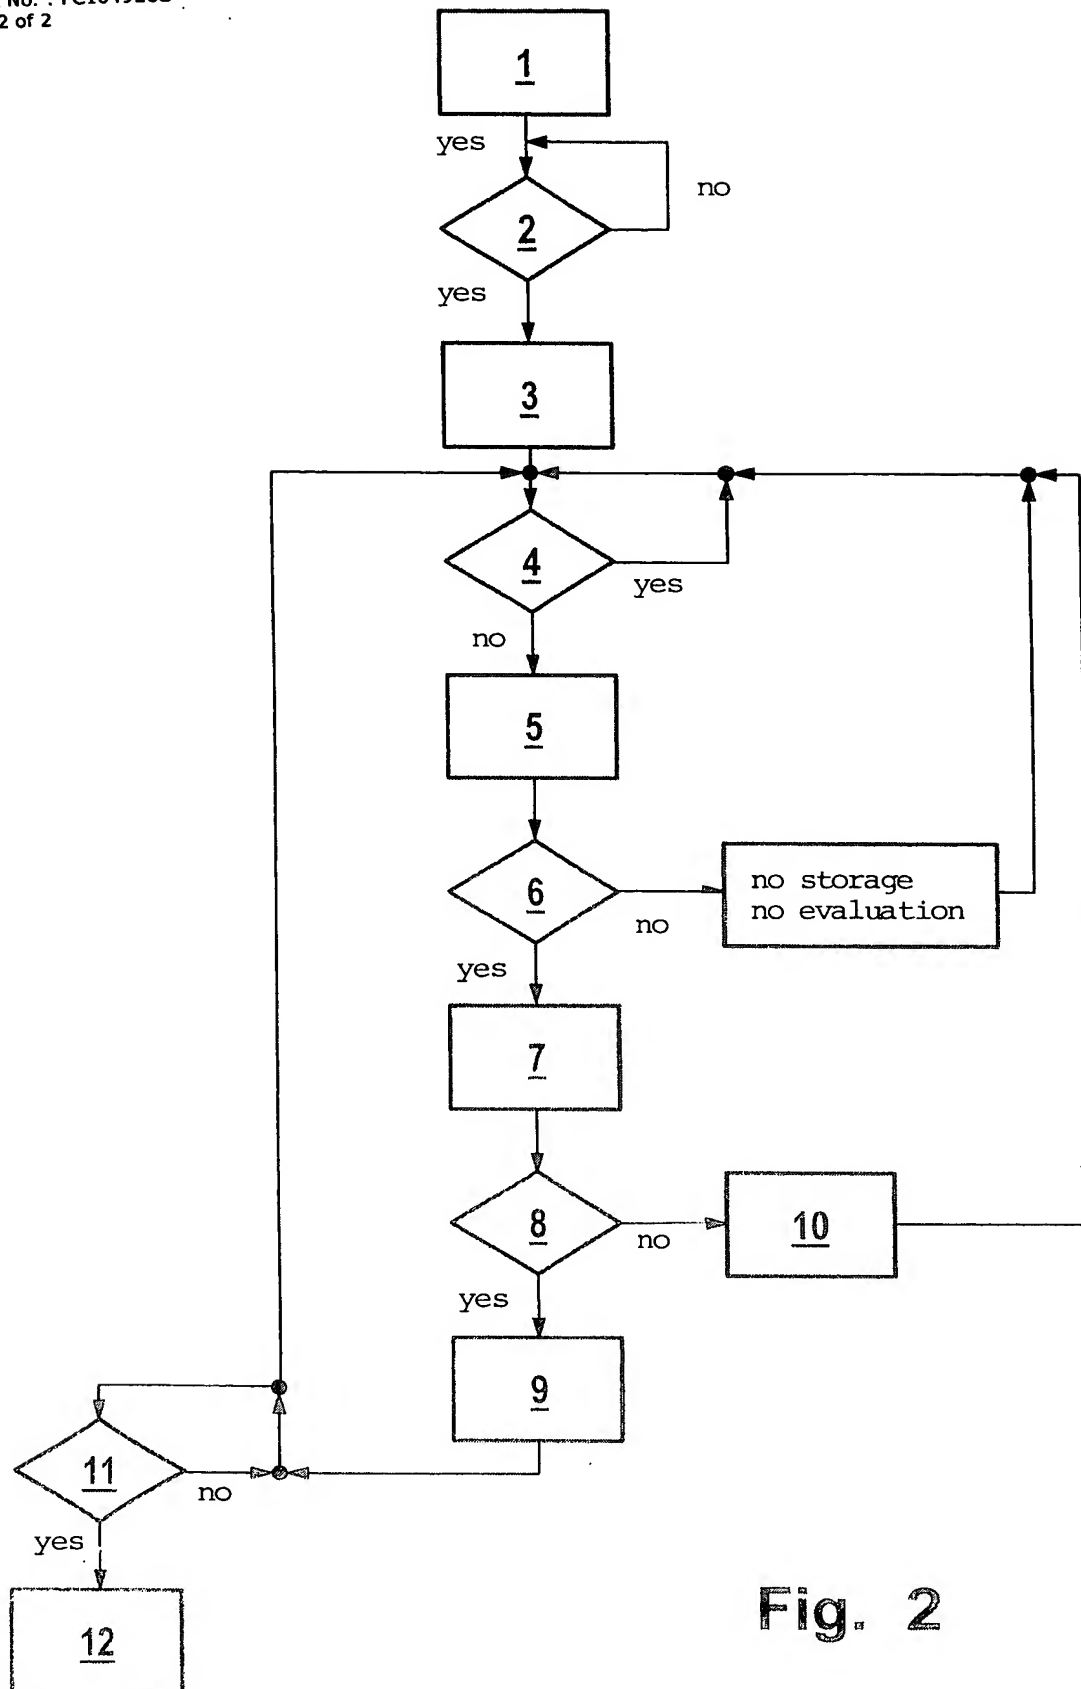 No. :
2 of 2
1
yes
no
2
yes
3
4
yes
no
5
6
no
no storage
no evaluation
yes
7
8
no
10
yes
9
11
no
yes
12
Fig. 2